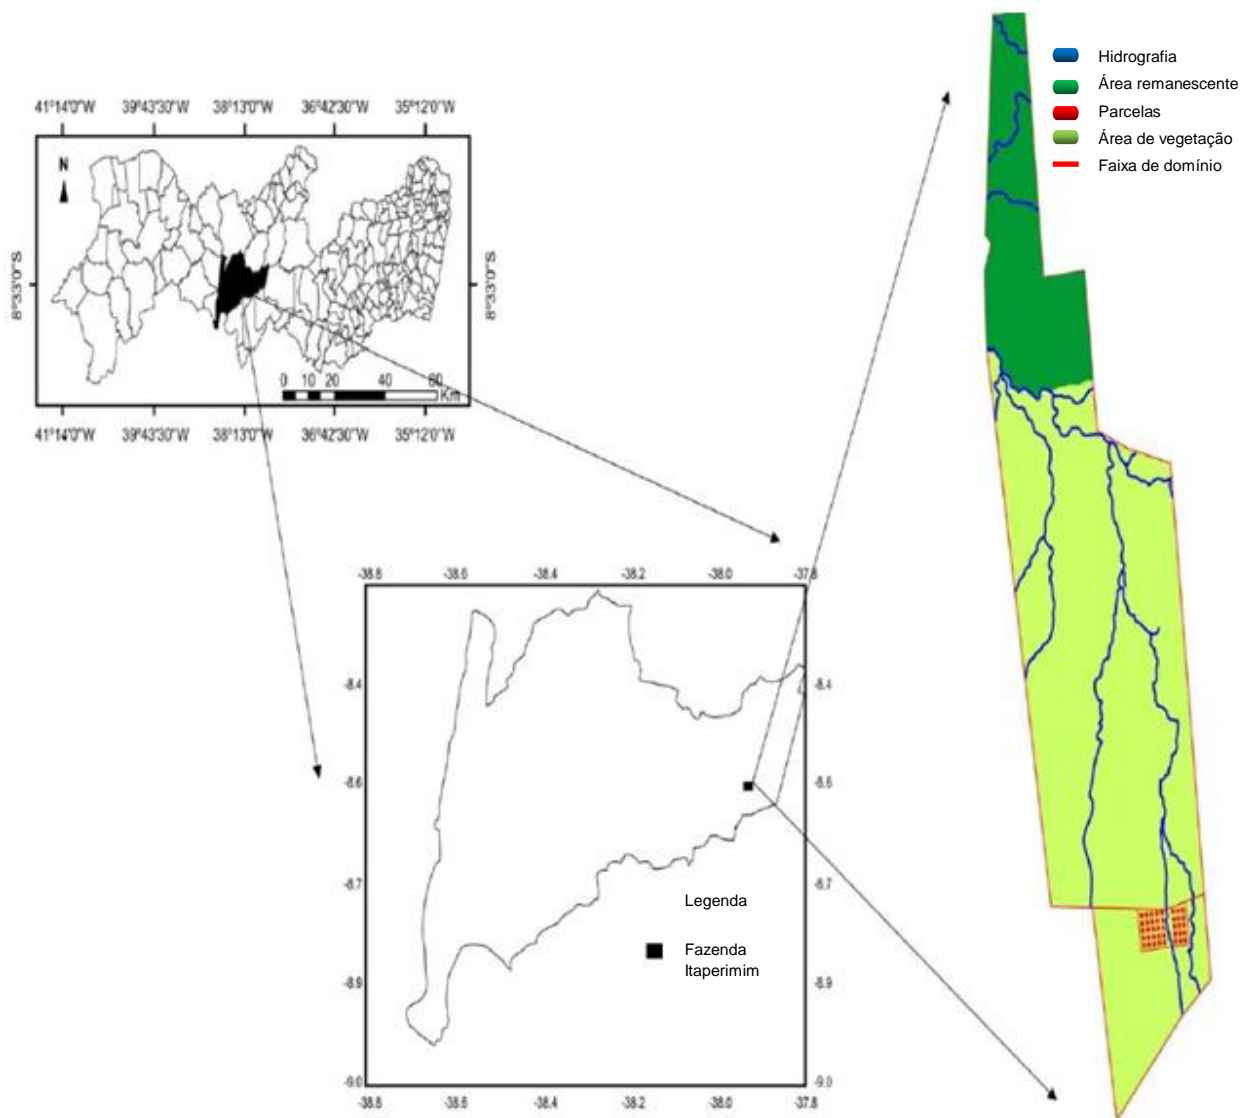 Hidrografia
Área remanescente
Parcelas
Área de vegetação
Faixa de domínio
41°14'0"W 39°43'30"W 38°13'0"W 36°42'30"W 35°12'0"W
N
8°33'0"S
8°33'0"S
0 10 20 40 60
Km
41°14'0"W 39°43'30"W 38°13'0"W 36°42'30"W 35°12'0"W
-38.8 -38.6 -38.4 -38.2 -38.0 -37.8
-8.4 -8.4
-8.6 -8.6
-8.7 -8.7
-8.9 -8.9
-9.0 -9.0
Legenda
Fazenda
Itaperimim
-38.8 -38.5 -38.4 -38.2 -38.0 -37.8